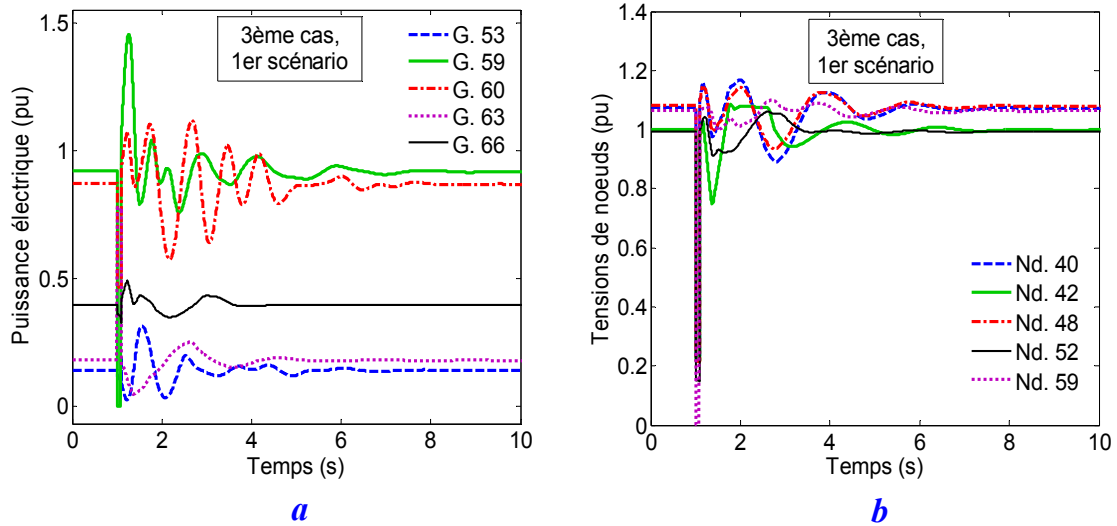 3ème cas,
1er scénario
G. 53
G. 59
G. 60
G. 63
G. 66
Puissance électrique (pu)
1.5
1
0.5
0
0 2 4 6 8 10
Temps (s)
a
3ème cas,
1er scénario
Tensions de noeuds (pu)
1.4
1.2
1
0.8
0.6
0.4
0.2
0
Nd. 40
Nd. 42
Nd. 48
Nd. 52
Nd. 59
0 2 4 6 8 10
Temps (s)
b